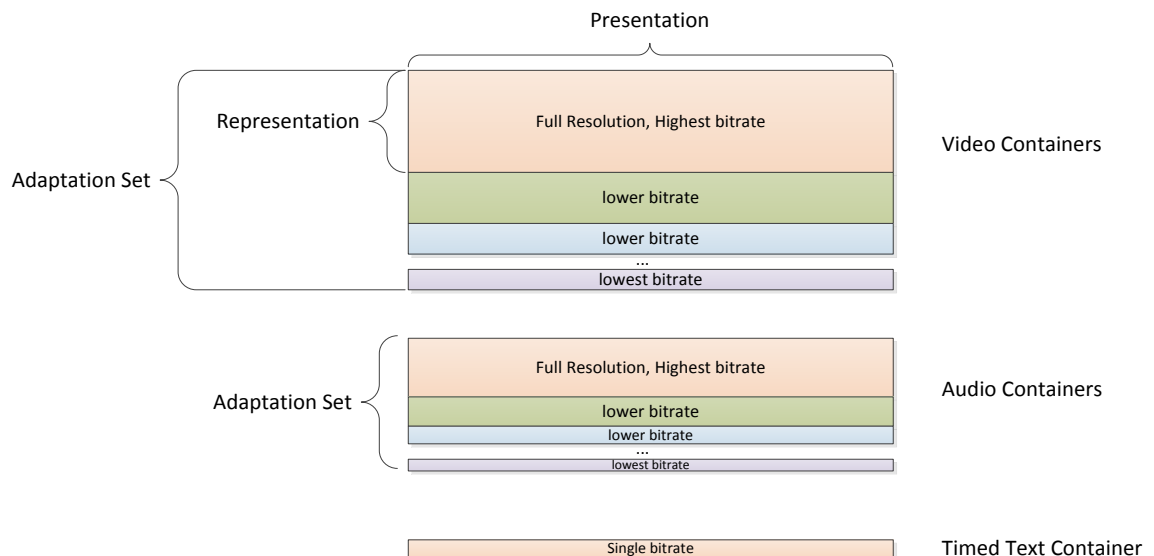 Presentation
Full Resolution, Highest bitrate
Representation
Video Containers
Adaptation Set
lower bitrate
lower bitrate
...
lowest bitrate
Full Resolution, Highest bitrate
Audio Containers
Adaptation Set
lower bitrate
lower bitrate
...
lowest bitrate
Single bitrate
Timed Text Container